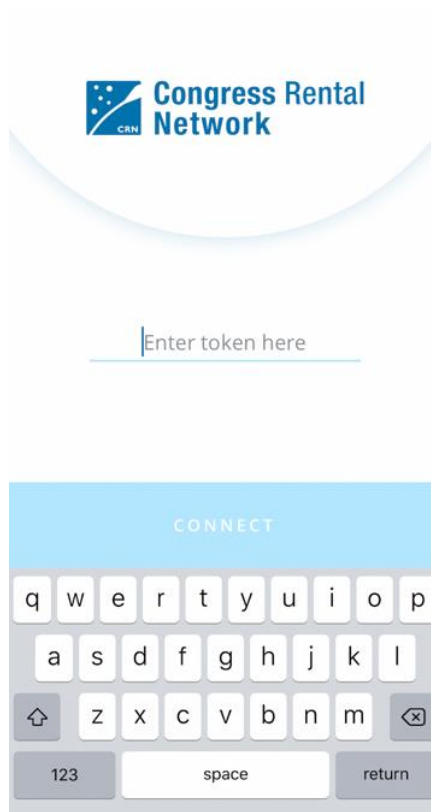 Congress Rental
CRN Network
Enter token here
CONNECT
q w e r t y u i o p
a s d f g h j k l
z x c v b n m
123 space return